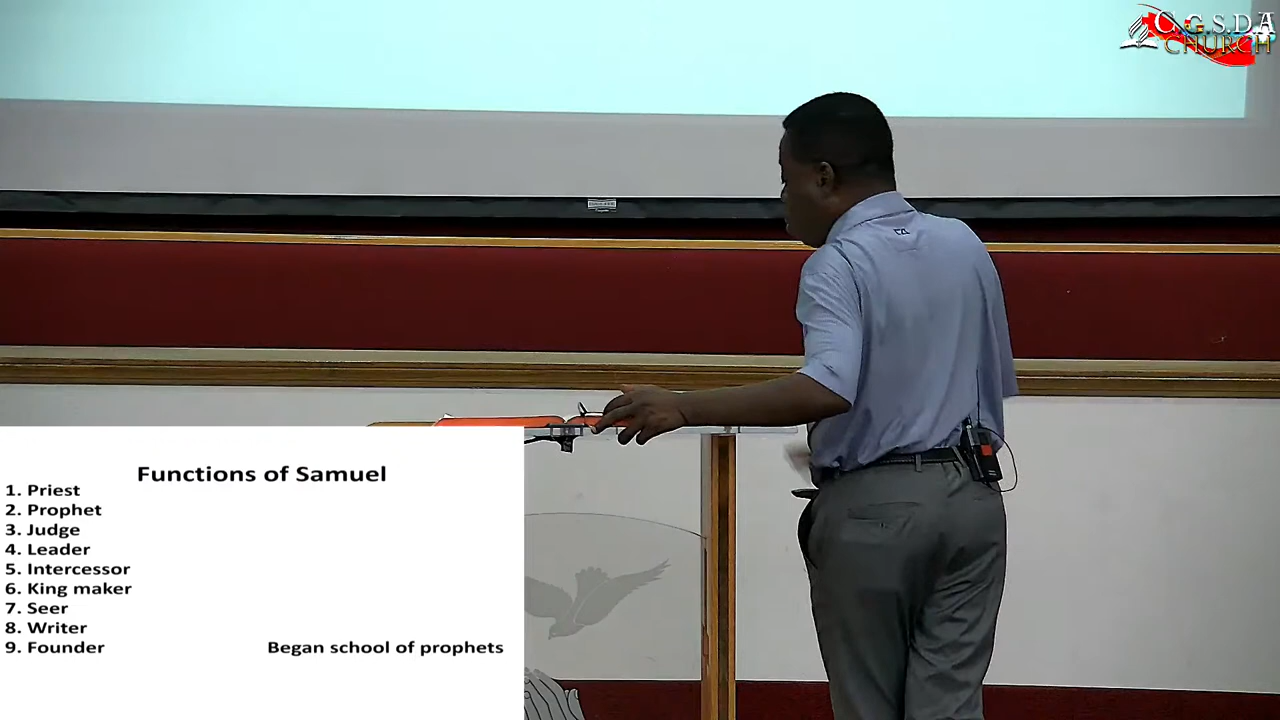 C.G.S.D.A
CHURCH
Functions of Samuel
1. Priest
2. Prophet
3. Judge
4. Leader
5. Intercessor
6. King maker
7. Seer
8. Writer
9. Founder Began school of prophets